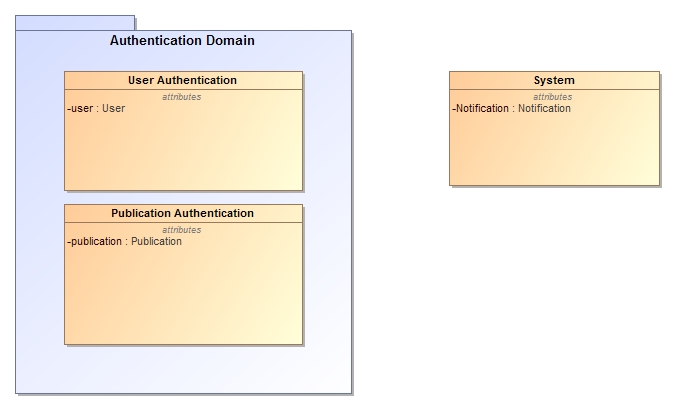 Authentication Domain
User Authentication
attributes
-user : User
Publication Authentication
attributes
-publication : Publication
System
attributes
-Notification : Notification